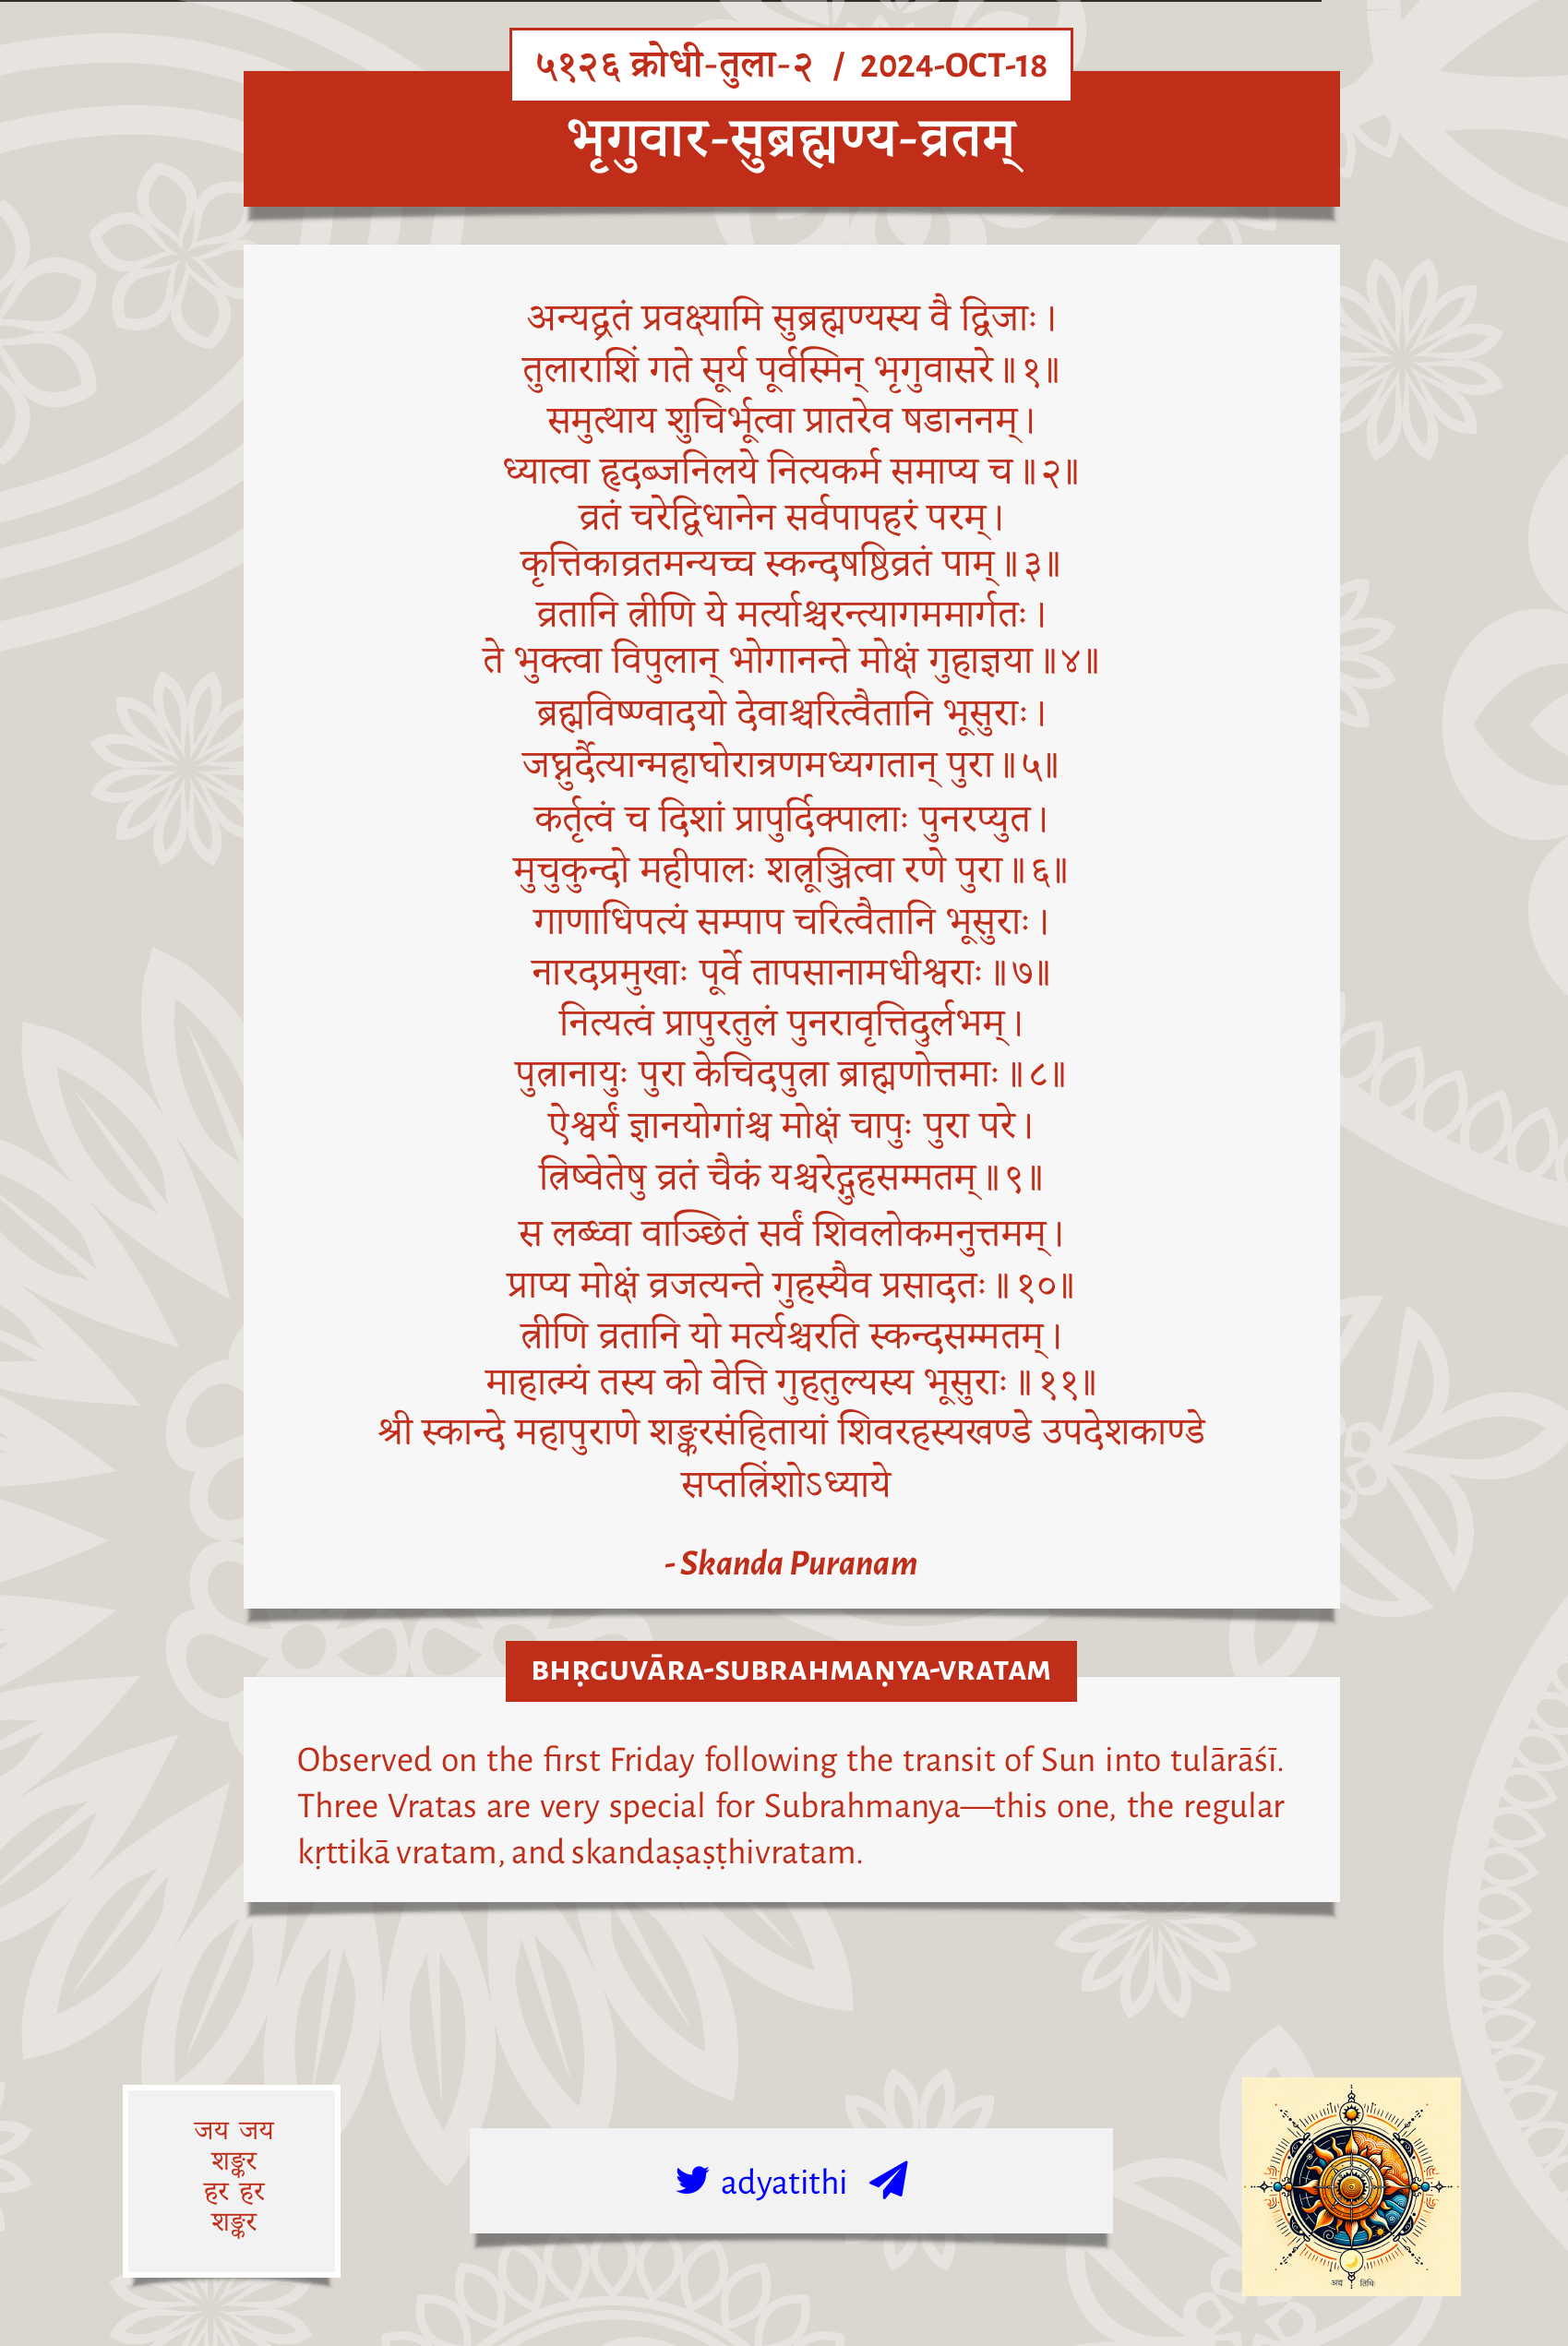 ५१२६ क्रोधी-तुला-२ / 2024-OCT-18
भृगुवार-सुब्रह्मण्य-व्रतम्
अन्यद्व्रतं प्रवक्ष्यामि सुब्रह्मण्यस्य वै द्विजाः।
तुलाराशिं गते सूर्य पूर्वस्मिन् भृगुवासरे॥१॥
समुत्थाय शुचिर्भूत्वा प्रातरेव षडाननम्।
ध्यात्वा हृदब्जनिलये नित्यकर्म समाप्य च॥२॥
व्रतं चरेद्विधानेन सर्वपापहरं परम्।
कृत्तिकाव्रतमन्यच्च स्कन्दषष्ठिव्रतं पाम्॥३॥
व्रतानि त्रीणि ये मर्त्याश्चरन्त्यागममार्गतः।
ते भुक्त्वा विपुलान् भोगानन्ते मोक्षं गुहाज्ञया॥४॥
ब्रह्मविष्ण्वादयो देवाश्चरित्वैतानि भूसुराः।
जघ्नुर्दैत्यान्महाघोरान्रणमध्यगतान् पुरा॥५॥
कर्तृत्वं च दिशां प्रापुर्दिक्पालाः पुनरप्युत।
मुचुकुन्दो महीपालः शत्रूञ्जित्वा रणे पुरा॥६॥
गाणाधिपत्यं सम्पाप चरित्वैतानि भूसुराः।
नारदप्रमुखाः पूर्वे तापसानामधीश्वराः॥७॥
नित्यत्वं प्रापुरतुलं पुनरावृत्तिदुर्लभम्।
पुत्रानायुः पुरा केचिदपुत्रा ब्राह्मणोत्तमाः॥८॥
ऐश्वर्यं ज्ञानयोगांश्च मोक्षं चापुः पुरा परे।
त्रिष्वेतेषु व्रतं चैकं यश्चरेद्गुहसम्मतम्॥९॥
स लब्ध्वा वाञ्छितं सर्वं शिवलोकमनुत्तमम्।
प्राप्य मोक्षं व्रजत्यन्ते गुहस्यैव प्रसादतः॥१०॥
त्रीणि व्रतानि यो मर्त्यश्चरति स्कन्दसम्मतम्।
माहात्म्यं तस्य को वेत्ति गुहतुल्यस्य भूसुराः॥११॥
श्री स्कान्दे महापुराणे शङ्करसंहितायां शिवरहस्यखण्डे उपदेशकाण्डे
सप्तत्रिंशोऽध्याये
- Skanda Puranam
BHṚGUVĀRA-SUBRAHMAṆYA-VRATAM
Observed on the first Friday following the transit of Sun into tulārāśī.
Three Vratas are very special for Subrahmanya—this one, the regular
kṛttikā vratam, and skandaṣaṣṭhivratam.
जय जय
शङ्कर
हर हर
शङ्कर
adyatithi
अद्य तिथिः